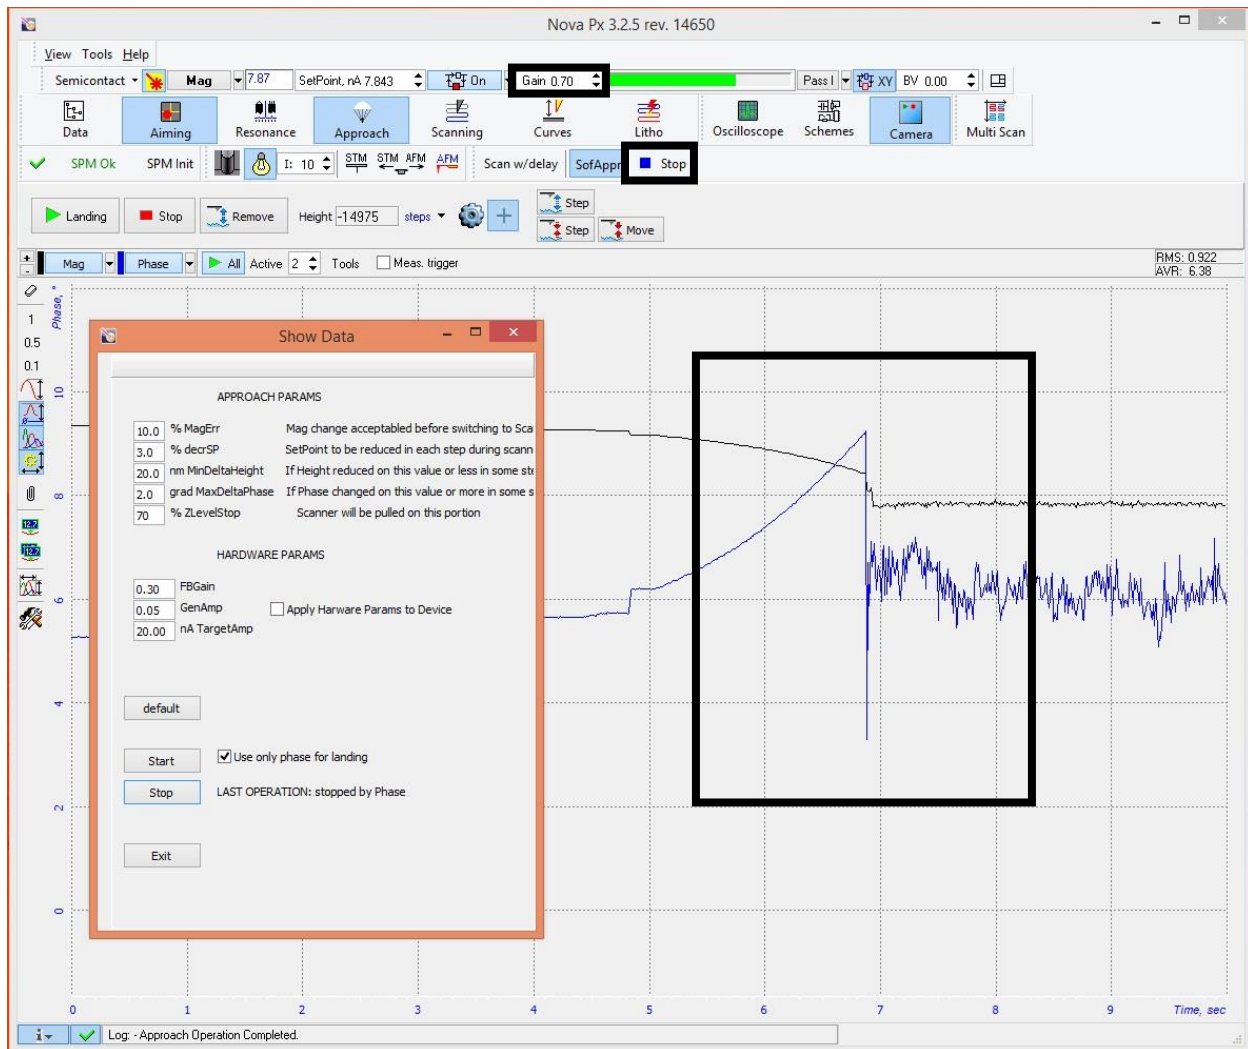 Nova Px 3.2.5 rev. 14650
View Tools Help
Semicontact Mag 7.87 SetPoint, nA 7.843 On Gain 0.70 Pass I XY BV 0.00
Data Aiming Resonance Approach Scanning Curves Litho Oscilloscope Schemes Camera Multi Scan
SPM Ok SPM Init I: 10 STM STM AFM AFM Scan w/delay SofAppr Stop
Landing Stop Remove Height -14975 steps Step
Step Move
+ - Mag Phase All Active 2 Tools Meas. trigger RMS: 0.922
AVR: 6.38
Phase, °
1
0.5
0.1
Show Data
APPROACH PARAMS
10.0 % MagErr Mag change acceptabled before switching to Sca
3.0 % decrSP SetPoint to be reduced in each step during scann
20.0 nm MinDeltaHeight If Height reduced on this value or less in some ste
2.0 grad MaxDeltaPhase If Phase changed on this value or more in some s
70 % ZLevelStop Scanner will be pulled on this portion
HARDWARE PARAMS
0.30 FBGain
0.05 GenAmp Apply Harware Params to Device
20.00 nA TargetAmp
default
Start Use only phase for landing
Stop LAST OPERATION: stopped by Phase
Exit
10
8
6
4
2
0
0 1 2 3 4 5 6 7 8 9 Time, sec
i Log: - Approach Operation Completed.